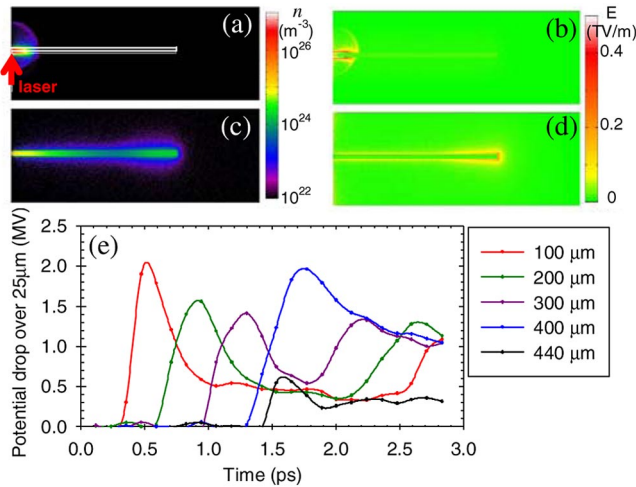 (a)
n
(m⁻³)
10²⁶
10²⁴
10²²
laser
(b)
E
(TV/m)
0.4
0.2
0
(c)
(d)
(e)
Potential drop over 25μm (MV)
2.5
2.0
1.5
1.0
0.5
0.0
0.0 0.5 1.0 1.5 2.0 2.5 3.0
Time (ps)
100 μm
200 μm
300 μm
400 μm
440 μm